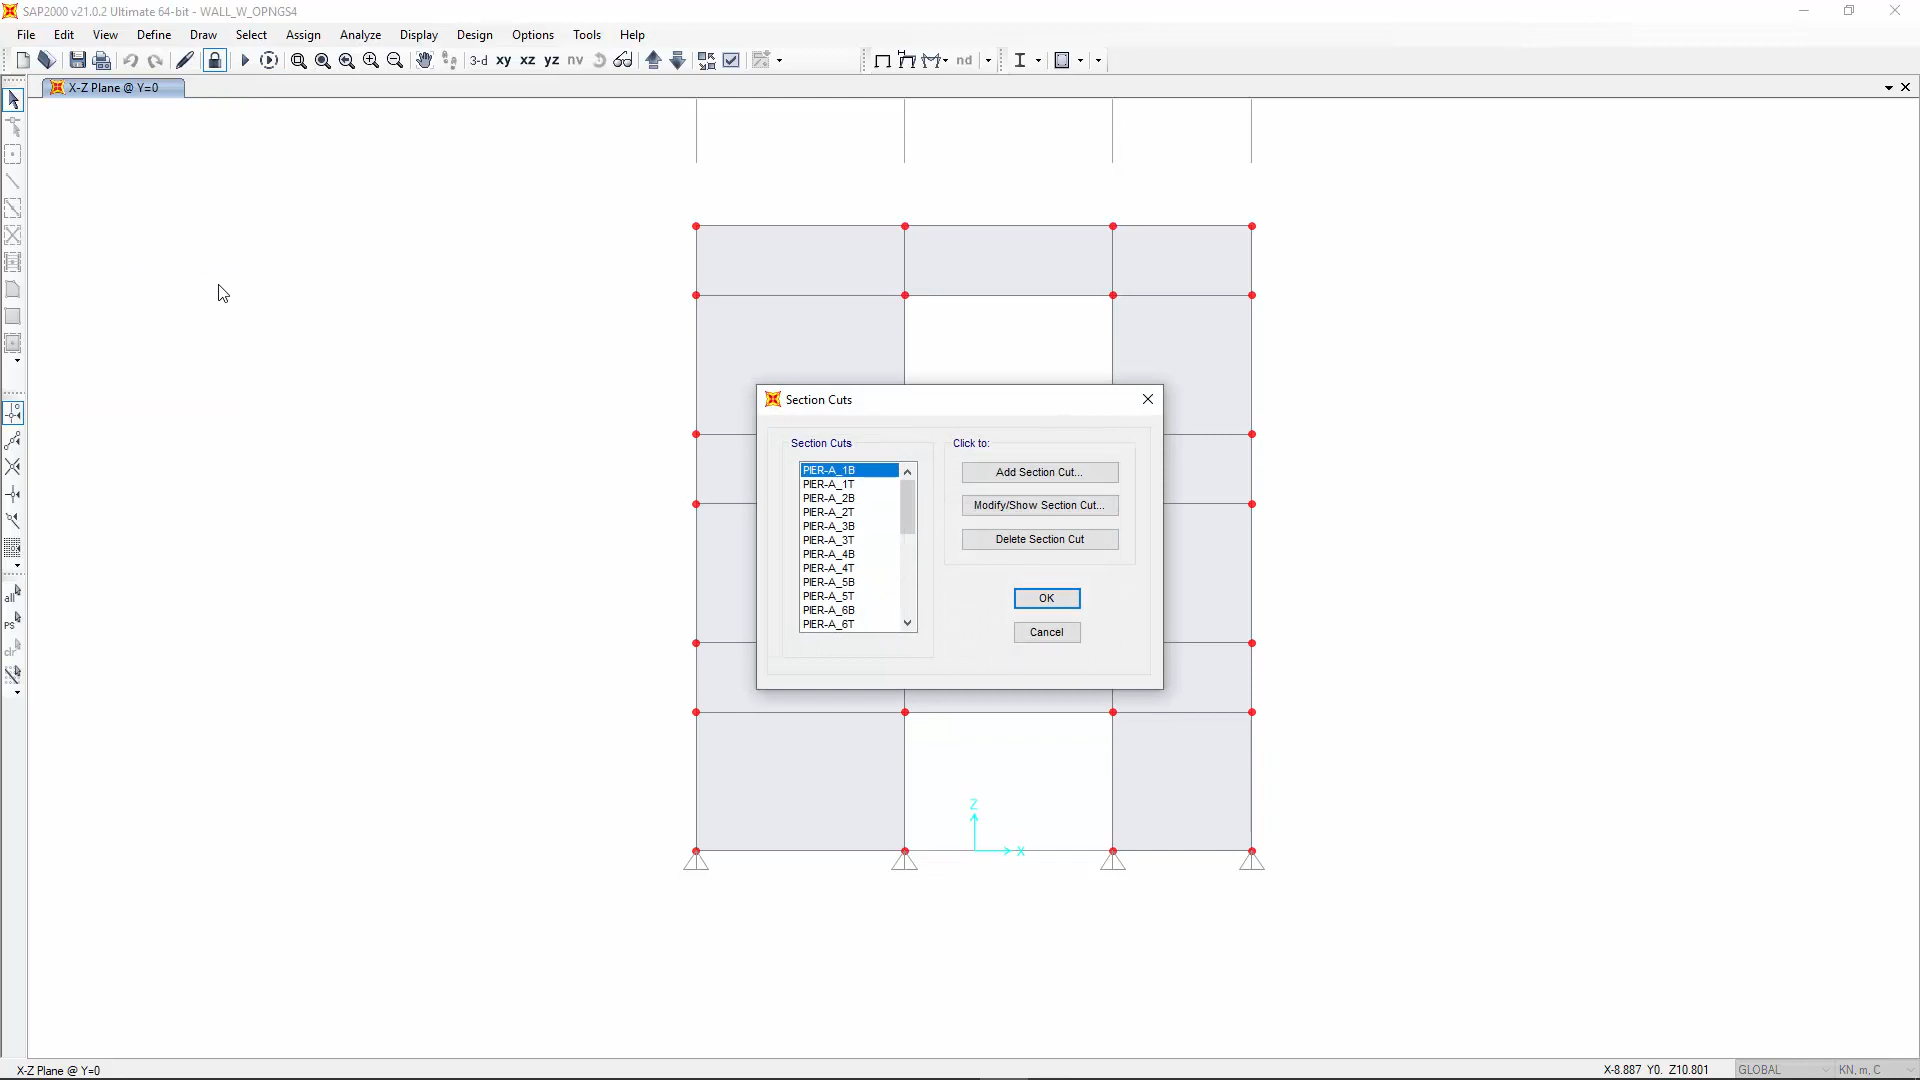 SAP2000 v21.0.2 Ultimate 64-bit - WALL_W_OPNGS4
File Edit View Define Draw Select Assign Analyze Display Design Options Tools Help
3-d xy xz yz nv nd
X-Z Plane @ Y=0
all
PS
clr
Section Cuts
Section Cuts
Click to:
PIER-A_1B
PIER-A_1T
PIER-A_2B
PIER-A_2T
PIER-A_3B
PIER-A_3T
PIER-A_4B
PIER-A_4T
PIER-A_5B
PIER-A_5T
PIER-A_6B
PIER-A_6T
Add Section Cut...
Modify/Show Section Cut...
Delete Section Cut
OK
Cancel
Z
X
X-Z Plane @ Y=0
X-8.887 Y0. Z10.801
GLOBAL
KN, m, C